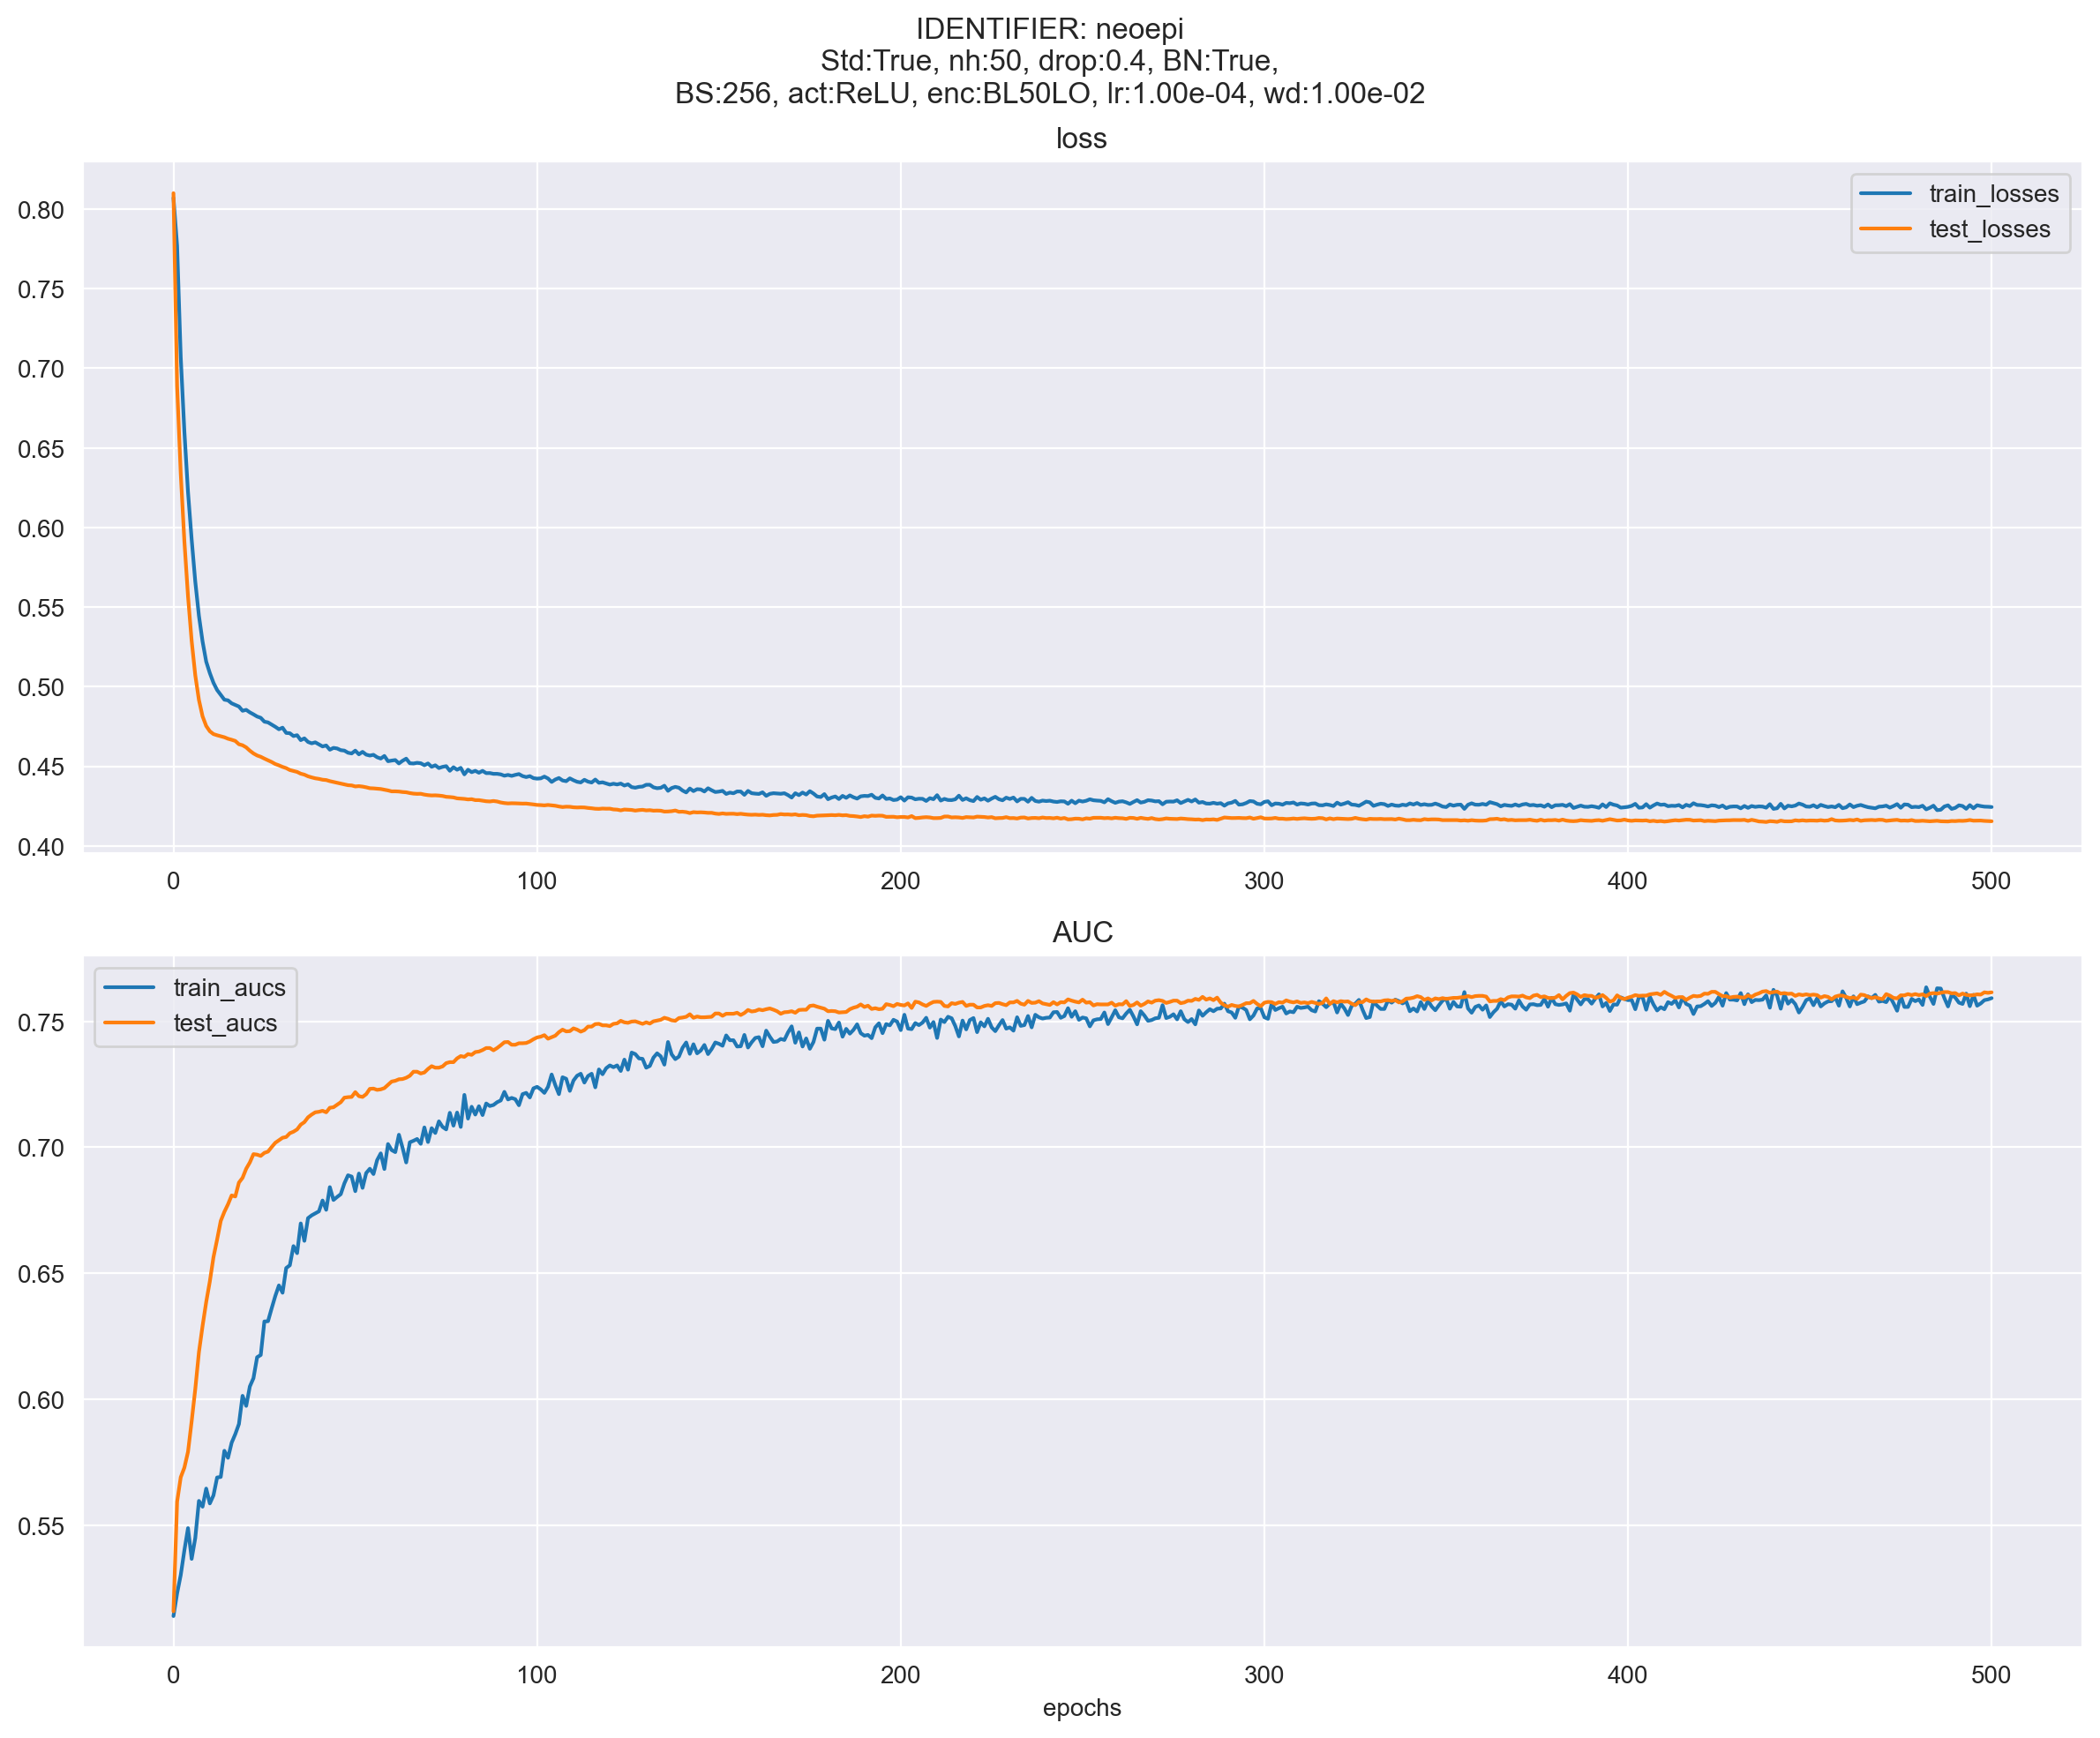 IDENTIFIER: neoepi
Std:True, nh:50, drop:0.4, BN:True,
BS:256, act:ReLU, enc:BL50LO, lr:1.00e-04, wd:1.00e-02
loss
train_losses
test_losses
0.80
0.75
0.70
0.65
0.60
0.55
0.50
0.45
0.40
0 100 200 300 400 500
AUC
train_aucs
test_aucs
0.75
0.70
0.65
0.60
0.55
0 100 200 300 400 500
epochs